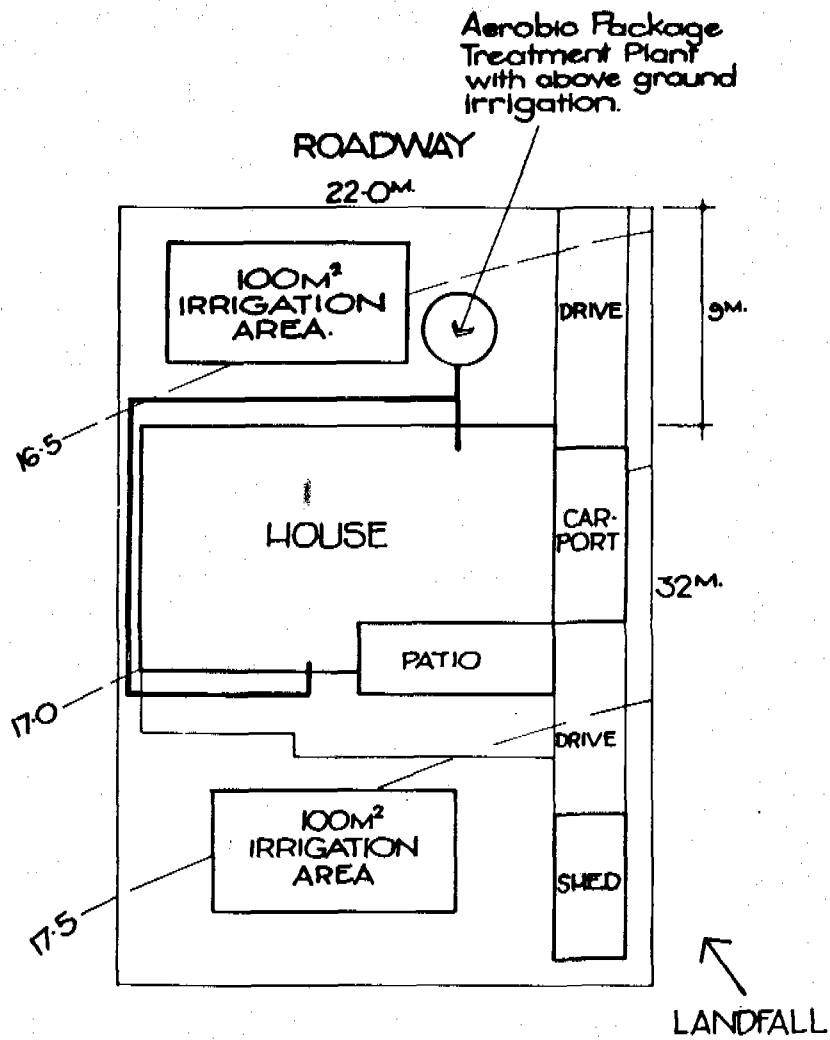 Aerobic Package
Treatment Plant
with above ground
irrigation.
ROADWAY
22.0M.
100M²
IRRIGATION
AREA.
DRIVE
9M.
16.5
HOUSE
CAR-
PORT
32M.
PATIO
17.0
DRIVE
100M²
IRRIGATION
AREA
SHED
17.5
LANDFALL